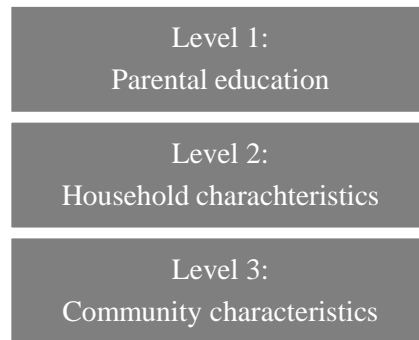 Level 1:
Parental education
Level 2:
Household charachteristics
Level 3:
Community characteristics